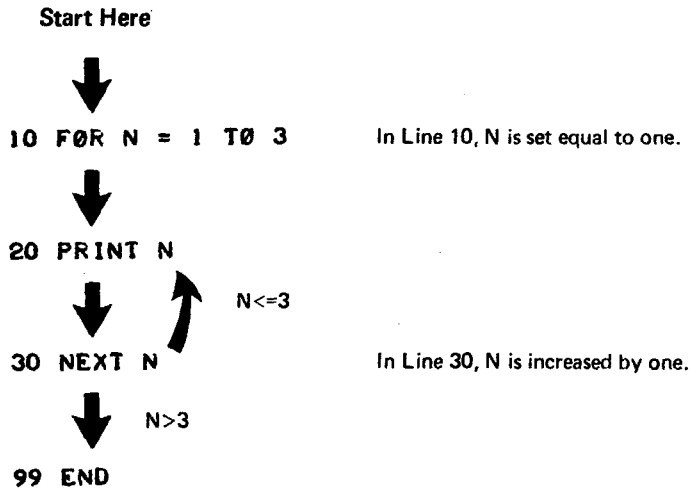 Start Here
10 FØR N = 1 TØ 3
In Line 10, N is set equal to one.
20 PRINT N
N<=3
30 NEXT N
In Line 30, N is increased by one.
N>3
99 END